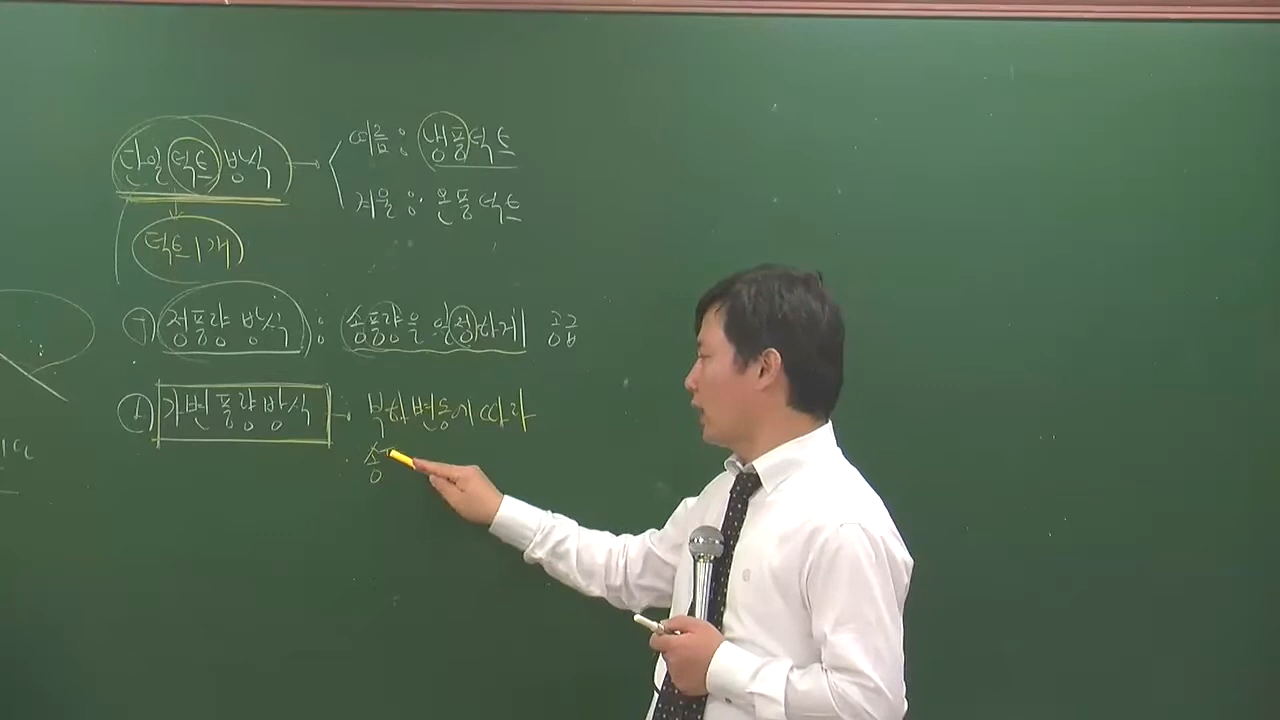 단일덕트방식 → 여름 : 냉풍덕트
겨울 : 온풍덕트
덕트1개
ㄱ) 정풍량 방식 : 송풍량을 일정하게 공급
ㄴ) 가변풍량방식 → 부하변동에 따라
송